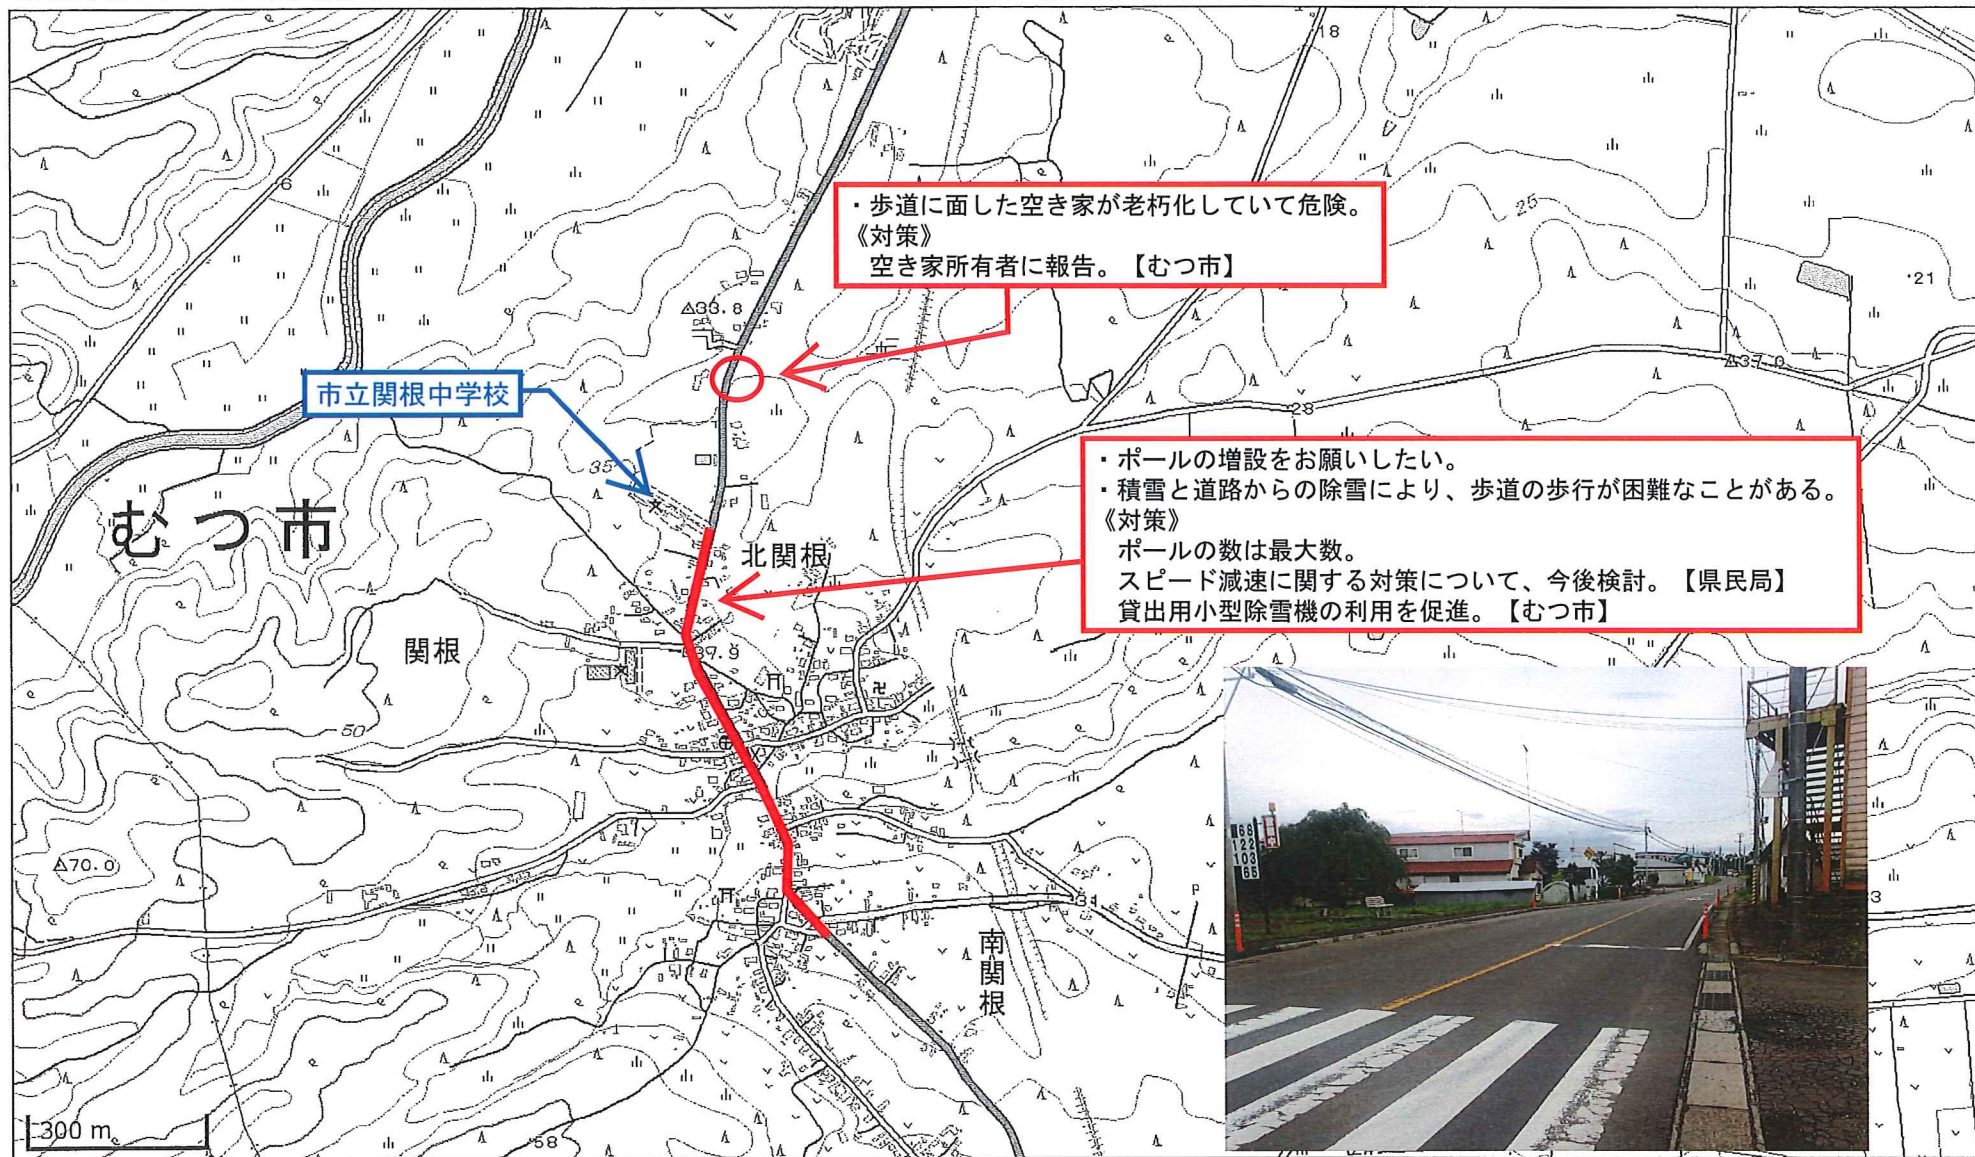 18
・歩道に面した空き家が老朽化していて危険。
《対策》
空き家所有者に報告。【むつ市】
6
25
・21
△33.8
市立関根中学校
△37.0
28
・ポールの増設をお願いしたい。
・積雪と道路からの除雪により、歩道の歩行が困難なことがある。
《対策》
ポールの数は最大数。
スピード減速に関する対策について、今後検討。【県民局】
貸出用小型除雪機の利用を促進。【むつ市】
35
むつ市
北関根
関根
39.9
50
△70.0
31
南関根
300 m
58